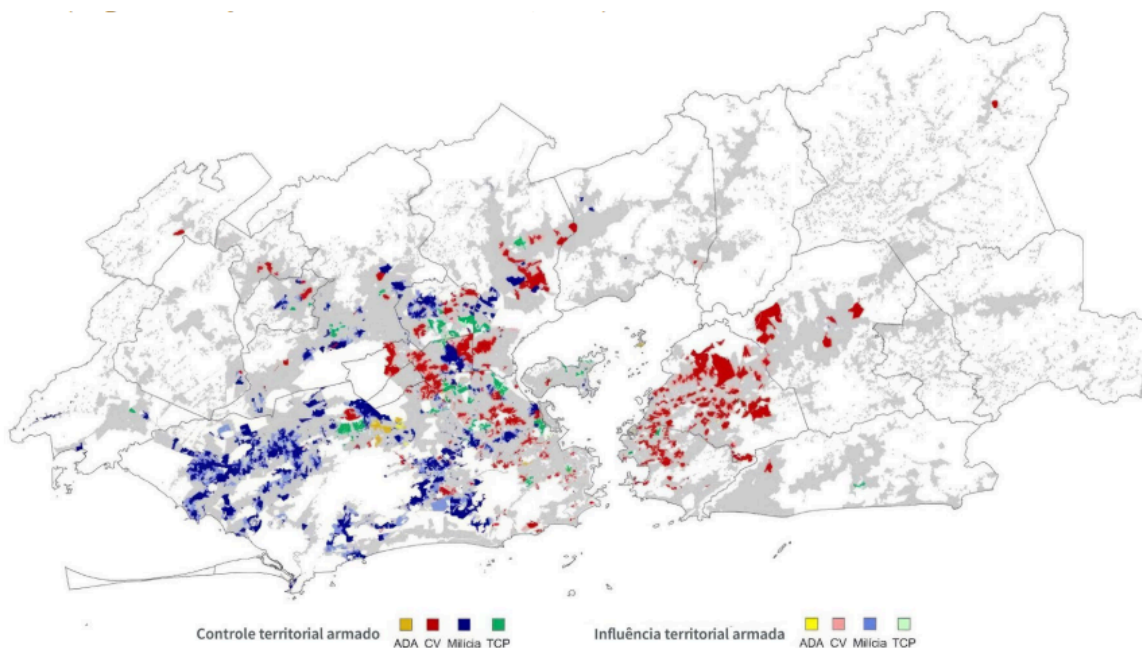 Controle territorial armado
ADA CV Milícia TCP
Influência territorial armada
ADA CV Milícia TCP